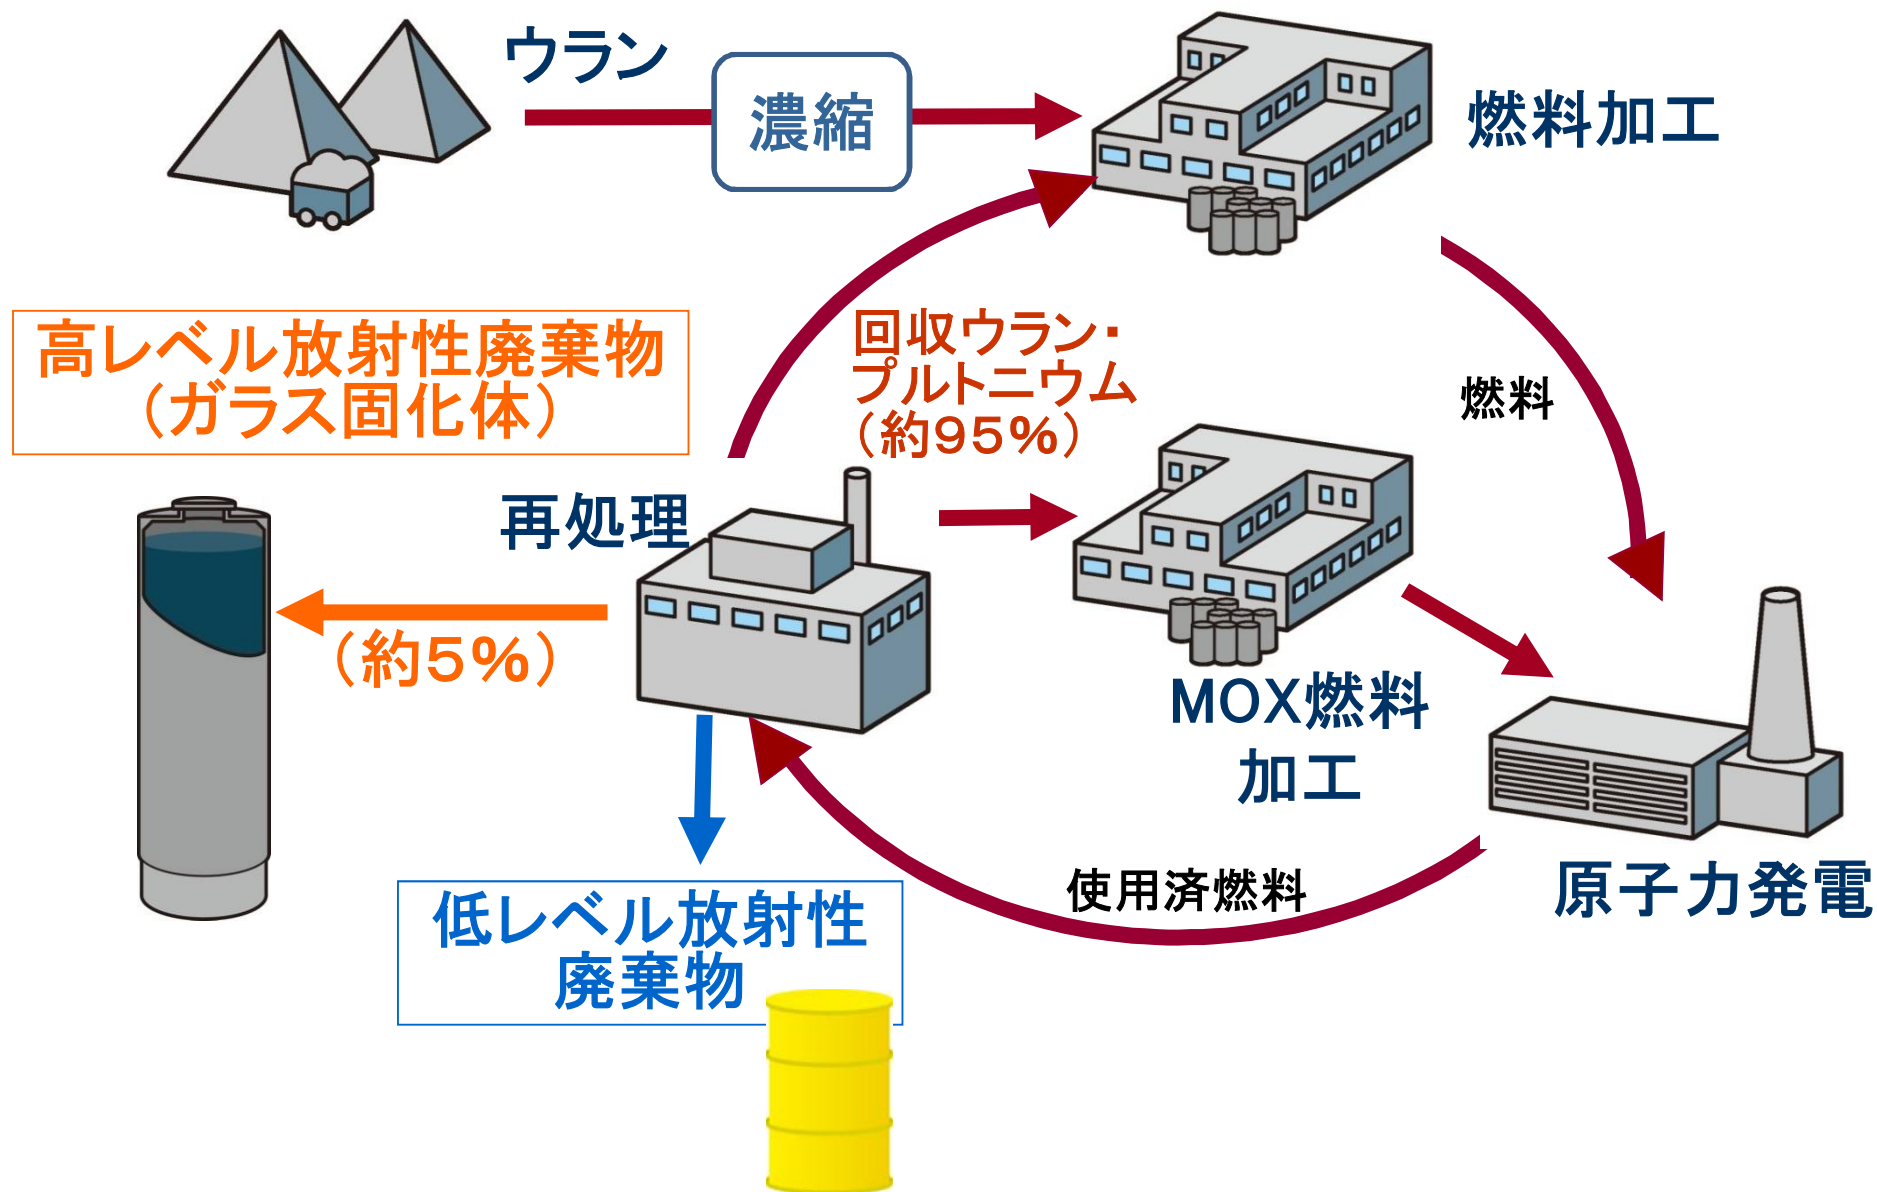 ウラン
濃縮
燃料加工
高レベル放射性廃棄物
（ガラス固化体）
回収ウラン・
プルトニウム
（約９５％）
燃料
再処理
（約５％）
MOX燃料
加工
使用済燃料
原子力発電
低レベル放射性
廃棄物